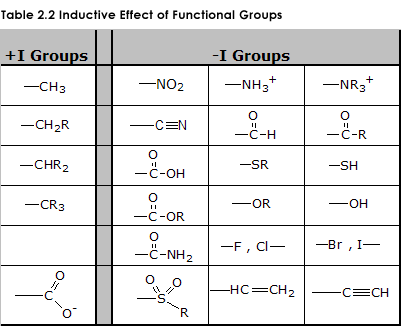 Table 2.2 Inductive Effect of Functional Groups
+I Groups -I Groups
—CH3 —NO2 —NH3+ —NR3+
—CH2R —C≡N O=C-H O=C-R
—CHR2 O=C-OH —SR —SH
—CR3 O=C-OR —OR —OH
O=C-NH2 —F , Cl— —Br , I—
—C O O- O O S R —HC=CH2 —C≡CH